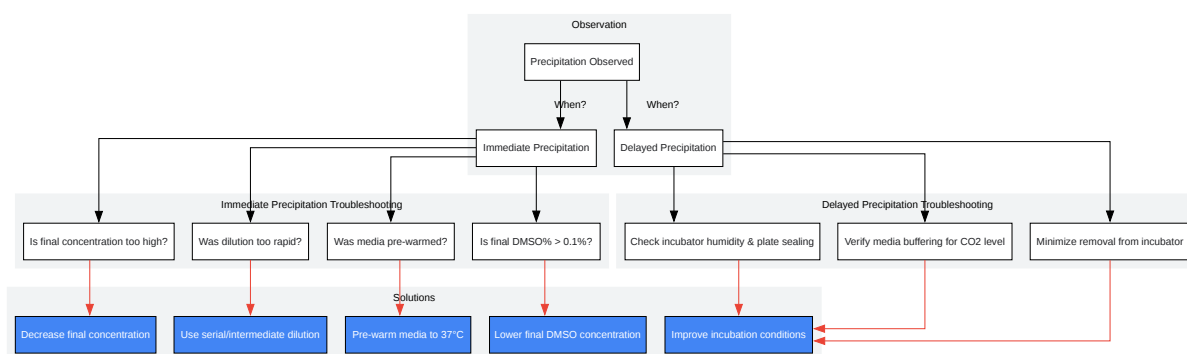 Observation
Precipitation Observed
When?
When?
Immediate Precipitation
Delayed Precipitation
Immediate Precipitation Troubleshooting
Delayed Precipitation Troubleshooting
Is final concentration too high?
Was dilution too rapid?
Was media pre-warmed?
Is final DMSO% > 0.1%?
Check incubator humidity & plate sealing
Verify media buffering for CO2 level
Minimize removal from incubator
Solutions
Decrease final concentration
Use serial/intermediate dilution
Pre-warm media to 37°C
Lower final DMSO concentration
Improve incubation conditions